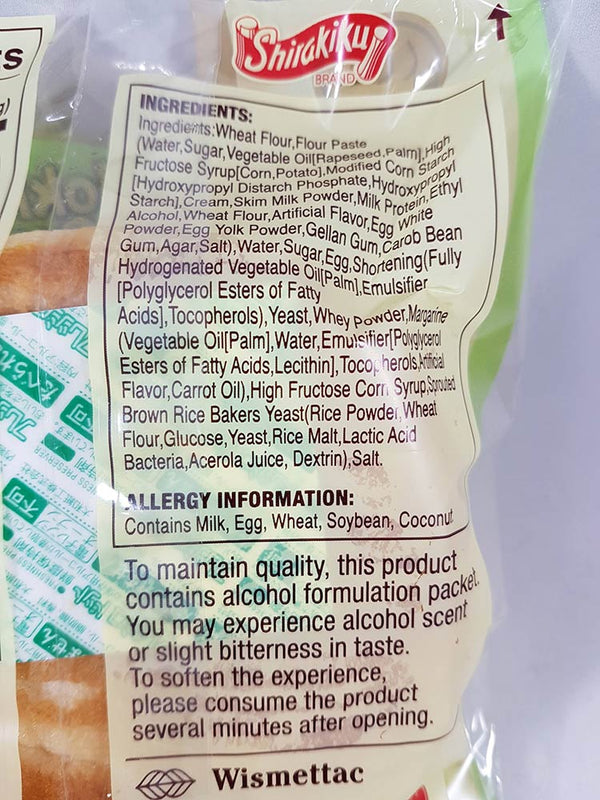 Shirakiku
BRAND
INGREDIENTS:
Ingredients:Wheat Flour,Flour Paste
(Water,Sugar,Vegetable Oil[Rapeseed,Palm],High
Fructose Syrup[Corn,Potato],Modified Corn Starch
[Hydroxypropyl Distarch Phosphate,Hydroxypropyl
Starch],Cream,Skim Milk Powder,Milk Protein,Ethyl
Alcohol,Wheat Flour,Artificial Flavor,Egg White
Powder,Egg Yolk Powder,Gellan Gum,Carob Bean
Gum,Agar,Salt),Water,Sugar,Egg,Shortening(Fully
Hydrogenated Vegetable Oil[Palm],Emulsifier
[Polyglycerol Esters of Fatty
Acids],Tocopherols),Yeast,Whey Powder,Margarine
(Vegetable Oil[Palm],Water,Emulsifier[Polyglycerol
Esters of Fatty Acids,Lecithin],Tocopherols,Artificial
Flavor,Carrot Oil),High Fructose Corn Syrup,Sprouted
Brown Rice Bakers Yeast(Rice Powder,Wheat
Flour,Glucose,Yeast,Rice Malt,Lactic Acid
Bacteria,Acerola Juice, Dextrin),Salt.
ALLERGY INFORMATION:
Contains Milk, Egg, Wheat, Soybean, Coconut
To maintain quality, this product
contains alcohol formulation packet.
You may experience alcohol scent
or slight bitterness in taste.
To soften the experience,
please consume the product
several minutes after opening.
Wismettac
不可